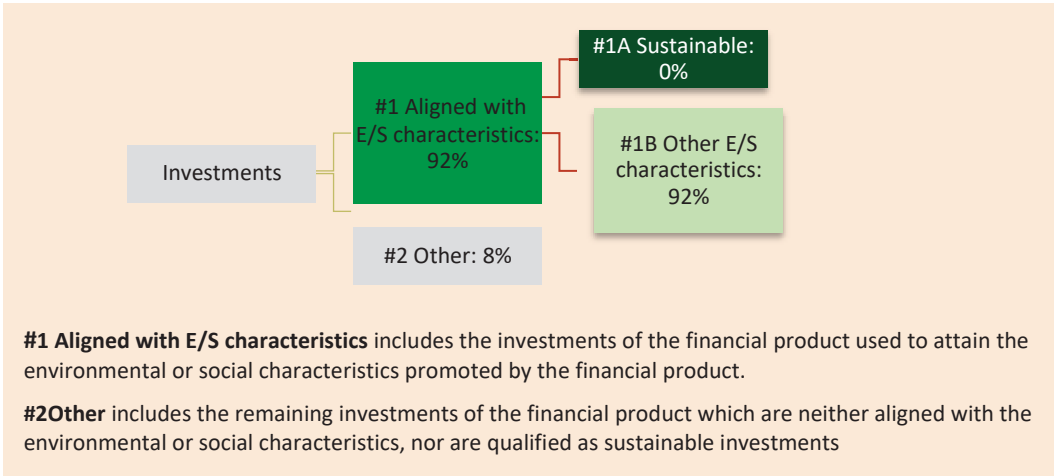 #1A Sustainable:
0%
#1 Aligned with
E/S characteristics:
92%
#1B Other E/S
characteristics:
92%
Investments
#2 Other: 8%
#1 Aligned with E/S characteristics includes the investments of the financial product used to attain the
environmental or social characteristics promoted by the financial product.
#2Other includes the remaining investments of the financial product which are neither aligned with the
environmental or social characteristics, nor are qualified as sustainable investments